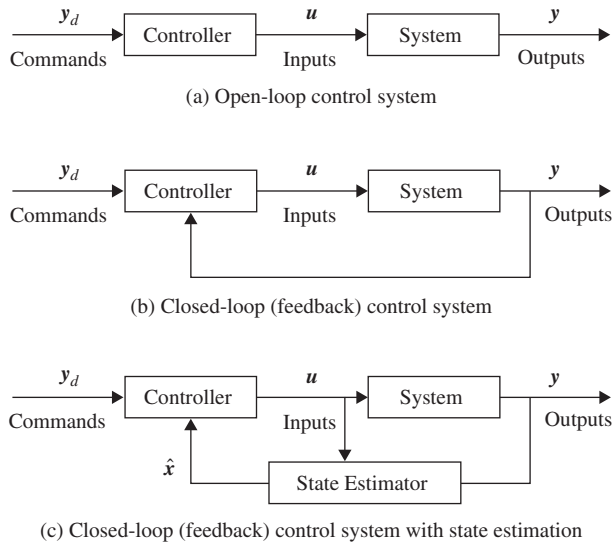 y_d u y
Controller System
Commands Inputs Outputs
(a) Open-loop control system
y_d u y
Controller System
Commands Inputs Outputs
(b) Closed-loop (feedback) control system
y_d u y
Controller System
Commands Inputs Outputs
x̂ State Estimator
(c) Closed-loop (feedback) control system with state estimation